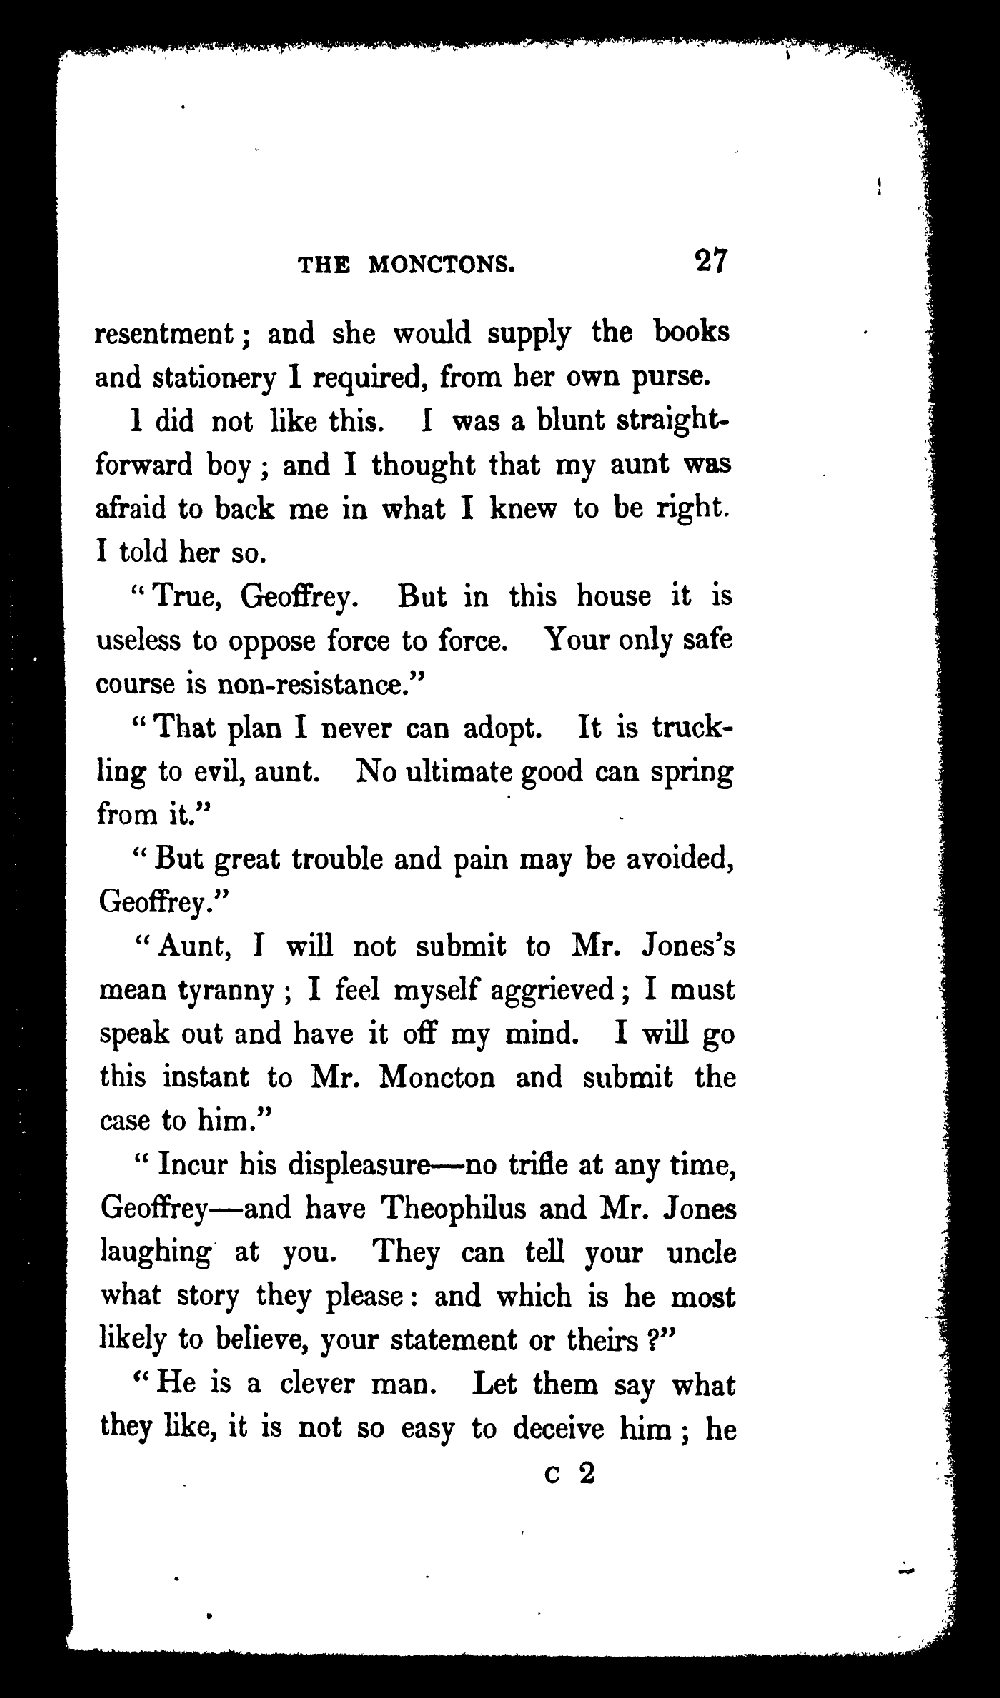 THE MONCTONS. 27
resentment ; and she would supply the books
and stationery I required, from her own purse.
I did not like this. I was a blunt straight-
forward boy ; and I thought that my aunt was
afraid to back me in what I knew to be right.
I told her so.
“ True, Geoffrey. But in this house it is
useless to oppose force to force. Your only safe
course is non-resistance.”
“ That plan I never can adopt. It is truck-
ling to evil, aunt. No ultimate good can spring
from it.”
“ But great trouble and pain may be avoided,
Geoffrey.”
“ Aunt, I will not submit to Mr. Jones’s
mean tyranny ; I feel myself aggrieved ; I must
speak out and have it off my mind. I will go
this instant to Mr. Moncton and submit the
case to him.”
“ Incur his displeasure—no trifle at any time,
Geoffrey—and have Theophilus and Mr. Jones
laughing at you. They can tell your uncle
what story they please : and which is he most
likely to believe, your statement or theirs ?”
“ He is a clever man. Let them say what
they like, it is not so easy to deceive him ; he
C 2